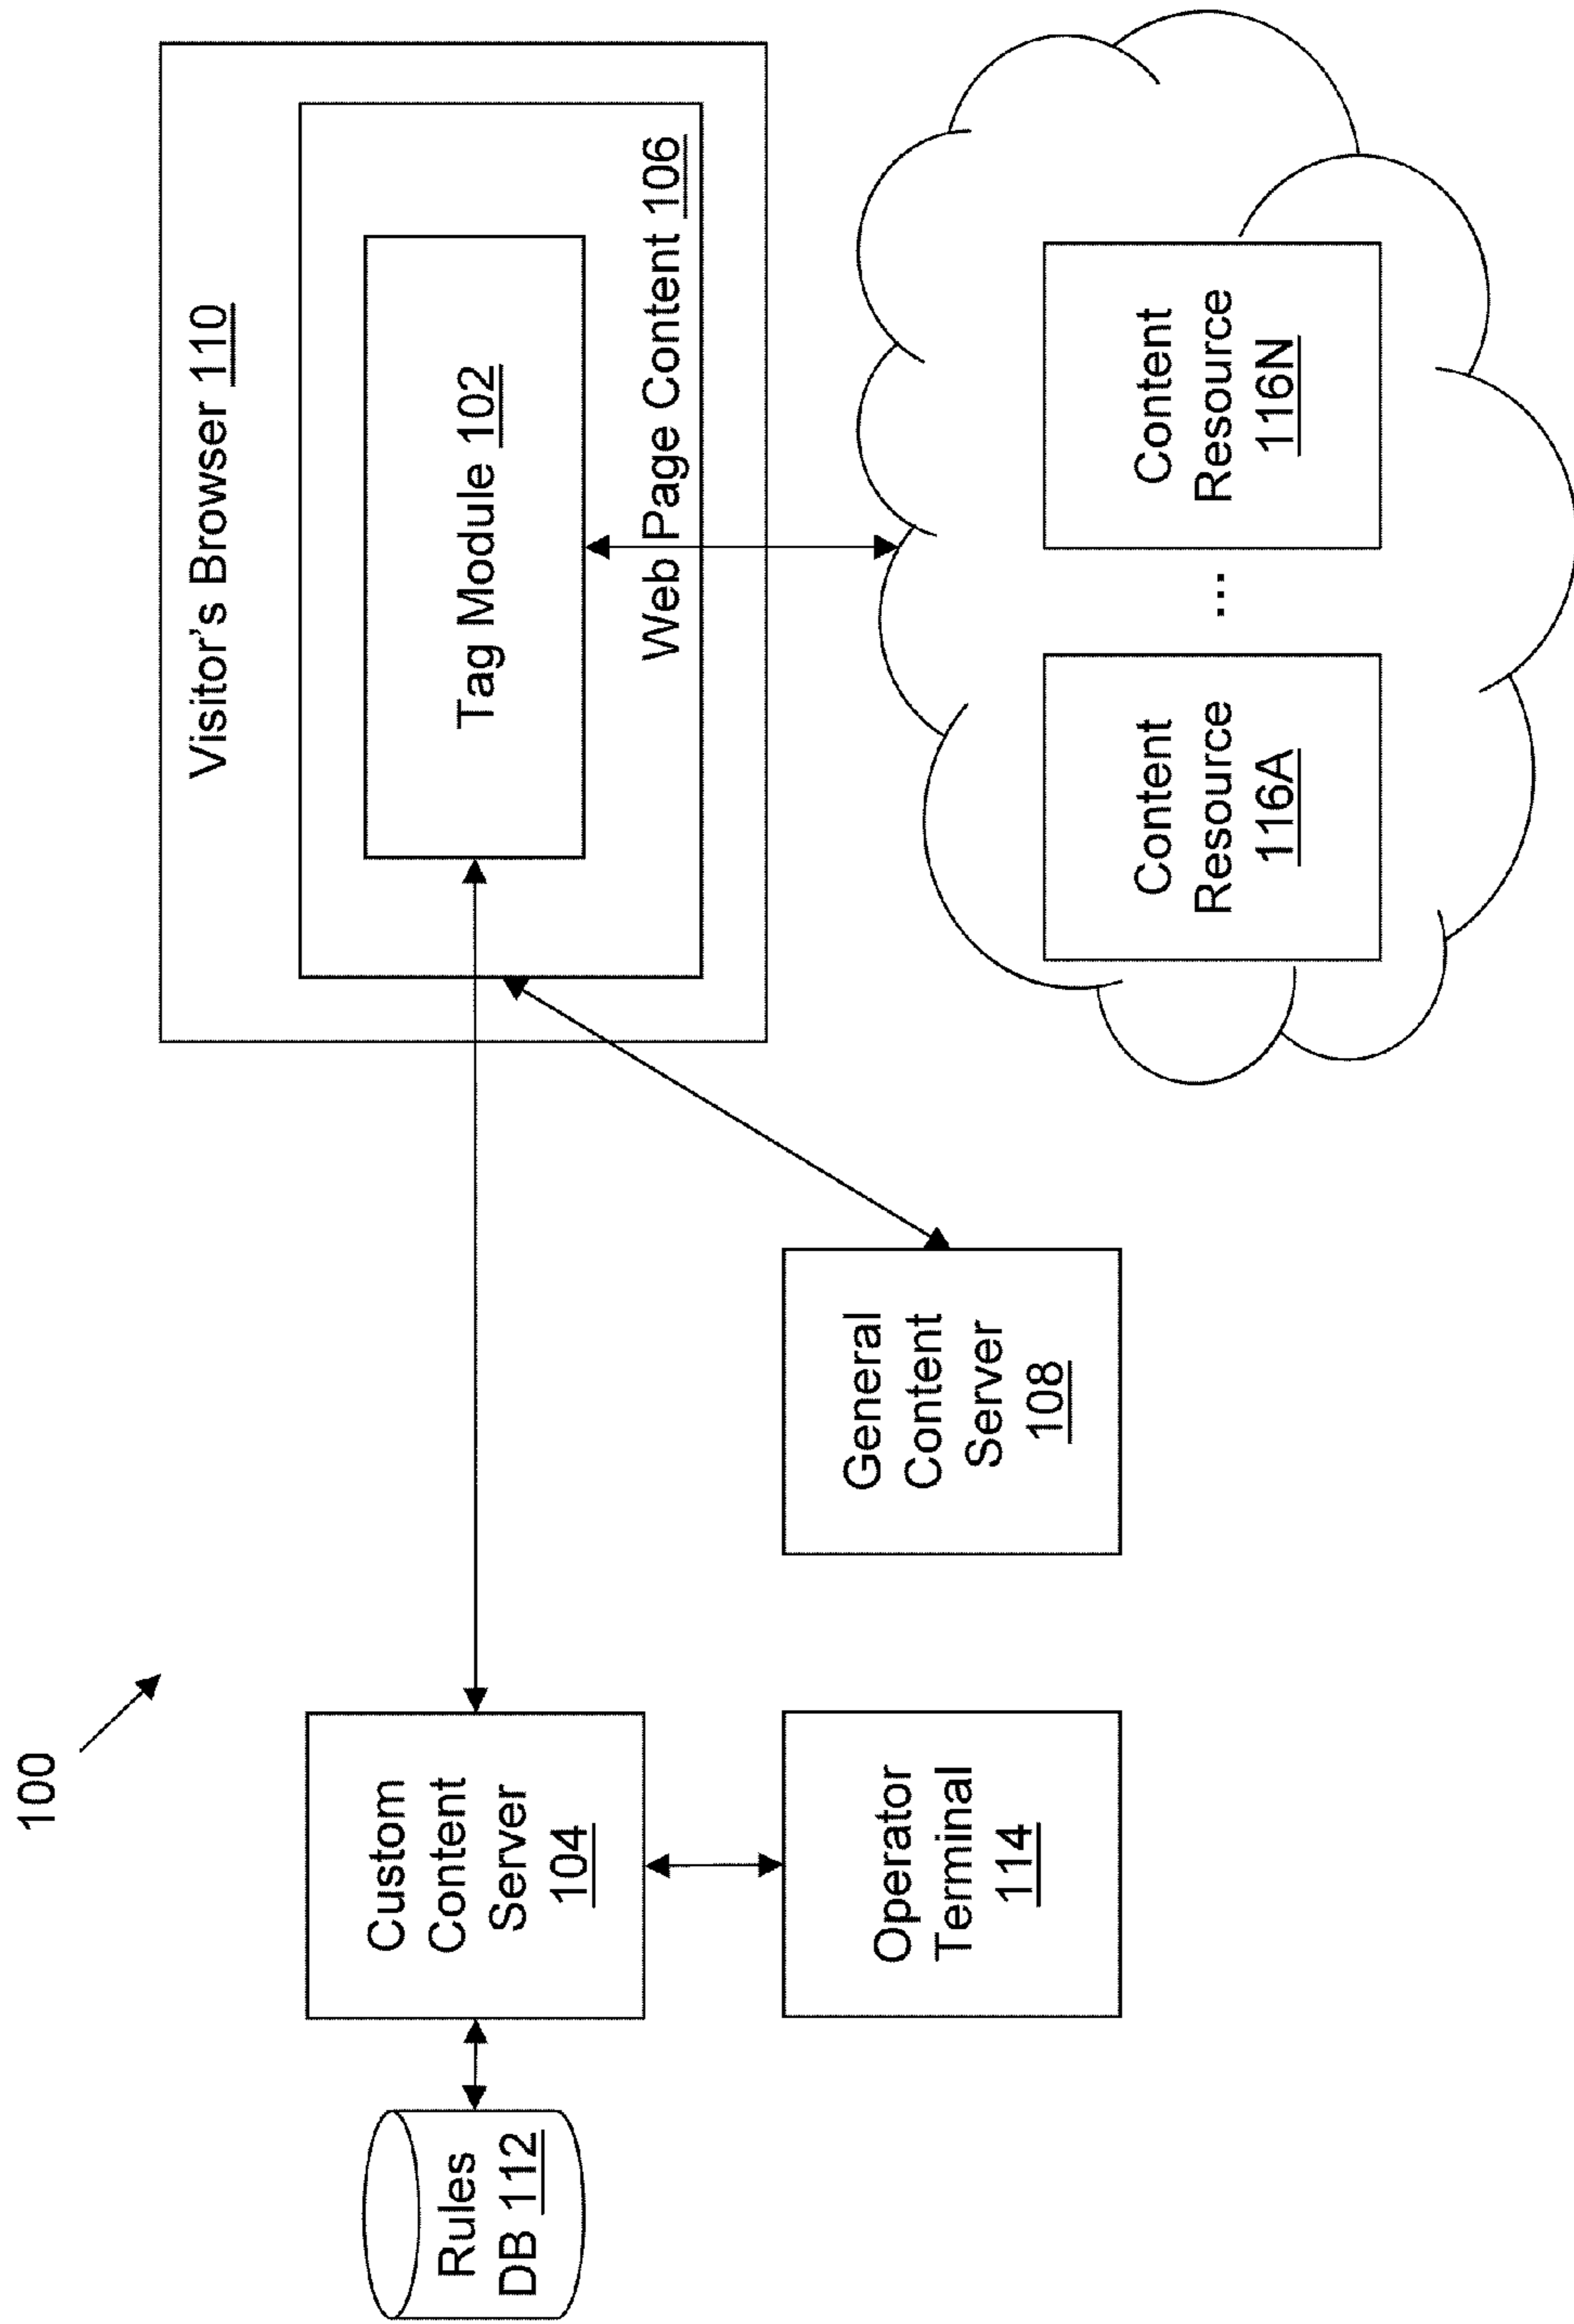 100
Visitor's Browser 110
Tag Module 102
Web Page Content 106
Rules
DB 112
Custom
Content
Server
104
Operator
Terminal
114
General
Content
Server
108
Content
Resource
116A
...
Content
Resource
116N